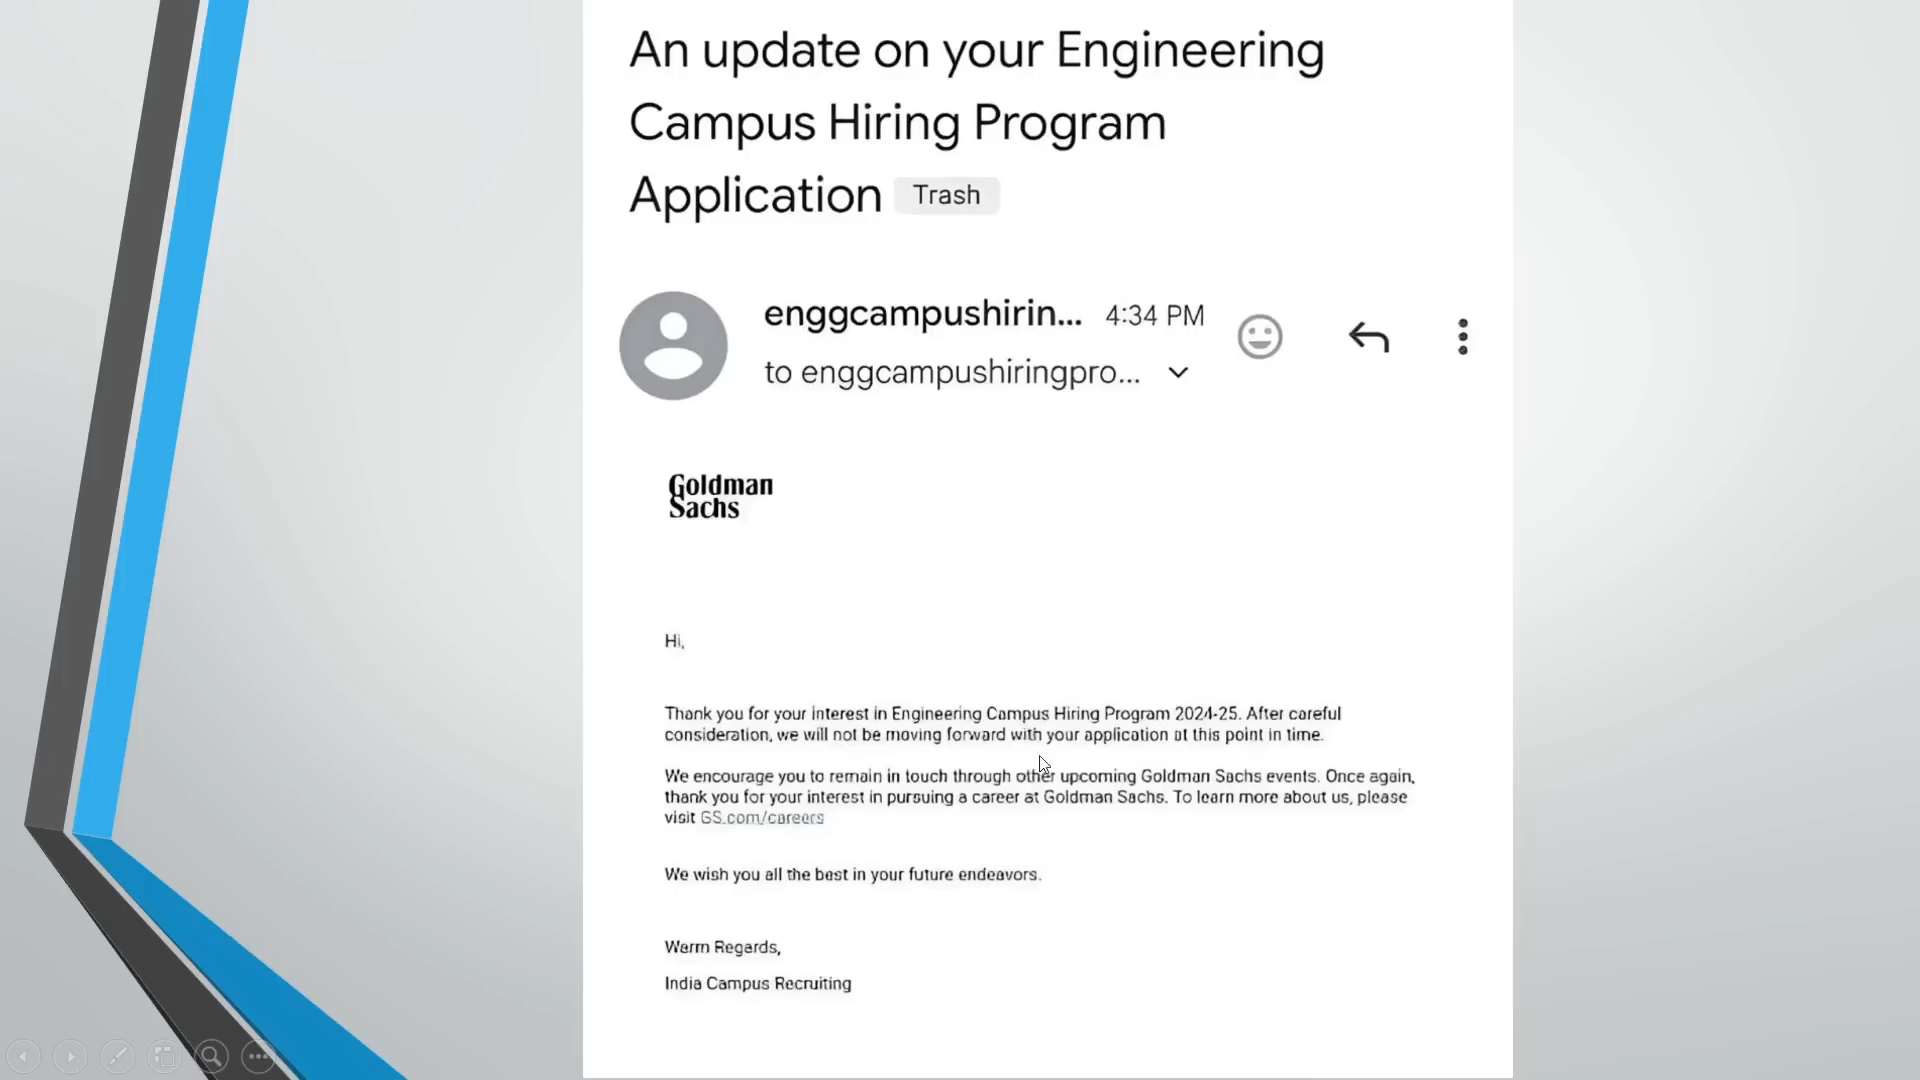 An update on your Engineering
Campus Hiring Program
Application Trash
enggcampushirin... 4:34 PM
to enggcampushiringpro...
Goldman
Sachs
Hi,
Thank you for your interest in Engineering Campus Hiring Program 2024-25. After careful
consideration, we will not be moving forward with your application at this point in time.
We encourage you to remain in touch through other upcoming Goldman Sachs events. Once again,
thank you for your interest in pursuing a career at Goldman Sachs. To learn more about us, please
visit GS.com/careers
We wish you all the best in your future endeavors.
Warm Regards,
India Campus Recruiting